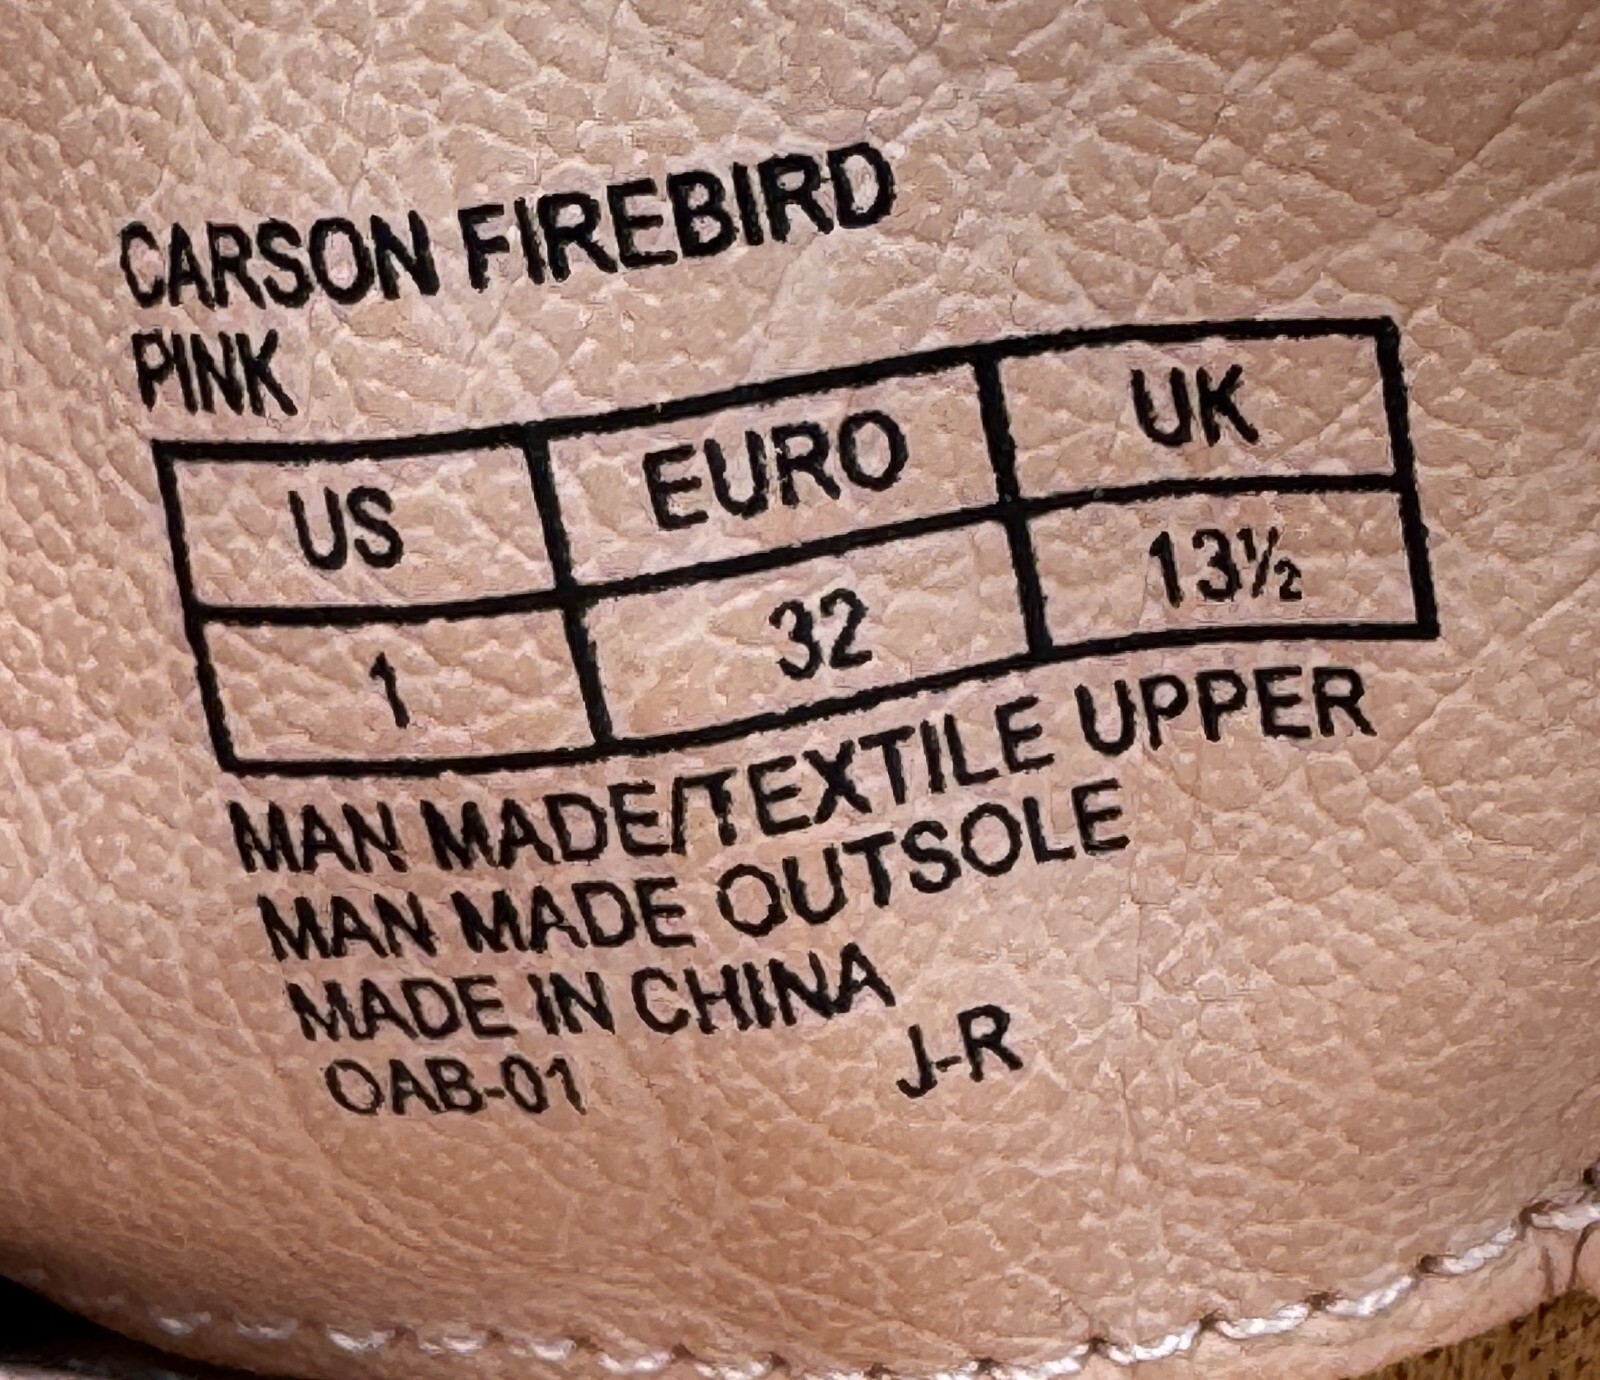 CARSON FIREBIRD
PINK
US EURO UK
1 32 13½
MAN MADE/TEXTILE UPPER
MAN MADE OUTSOLE
MADE IN CHINA
OAB-01 J-R